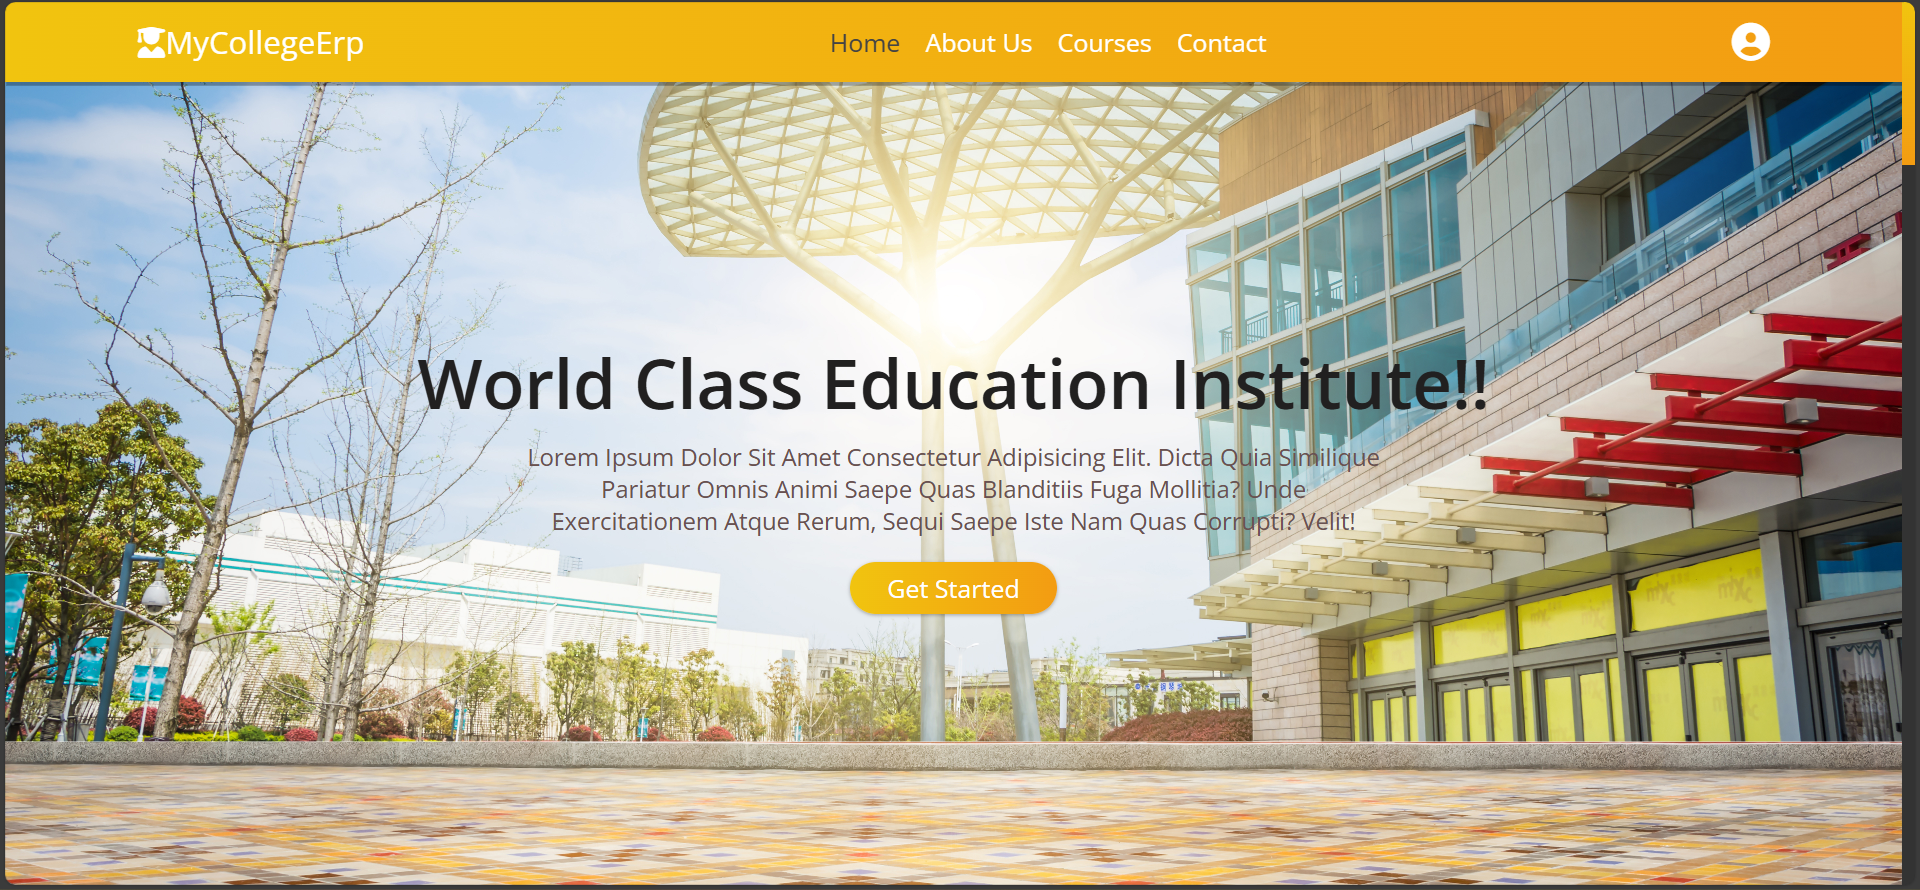 MyCollegeErp
Home About Us Courses Contact
World Class Education Institute!!
Lorem Ipsum Dolor Sit Amet Consectetur Adipisicing Elit. Dicta Quia Similique
Pariatur Omnis Animi Saepe Quas Blanditiis Fuga Mollitia? Unde
Exercitationem Atque Rerum, Sequi Saepe Iste Nam Quas Corrupti? Velit!
Get Started